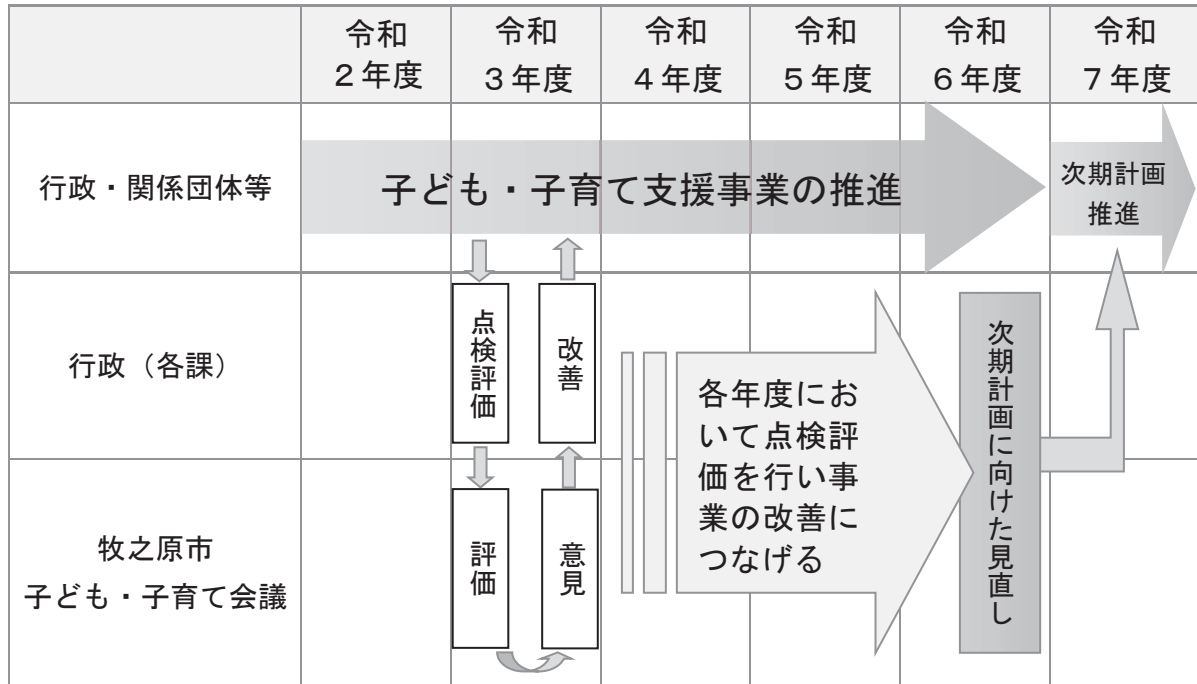 令和
２年度
令和
３年度
令和
４年度
令和
５年度
令和
６年度
令和
７年度
行政・関係団体等
子ども・子育て支援事業の推進
次期計画
推進
行政（各課）
点検評価
改善
各年度にお
いて点検評
価を行い事
業の改善に
つなげる
次期計画に向けた見直し
牧之原市
子ども・子育て会議
評価
意見